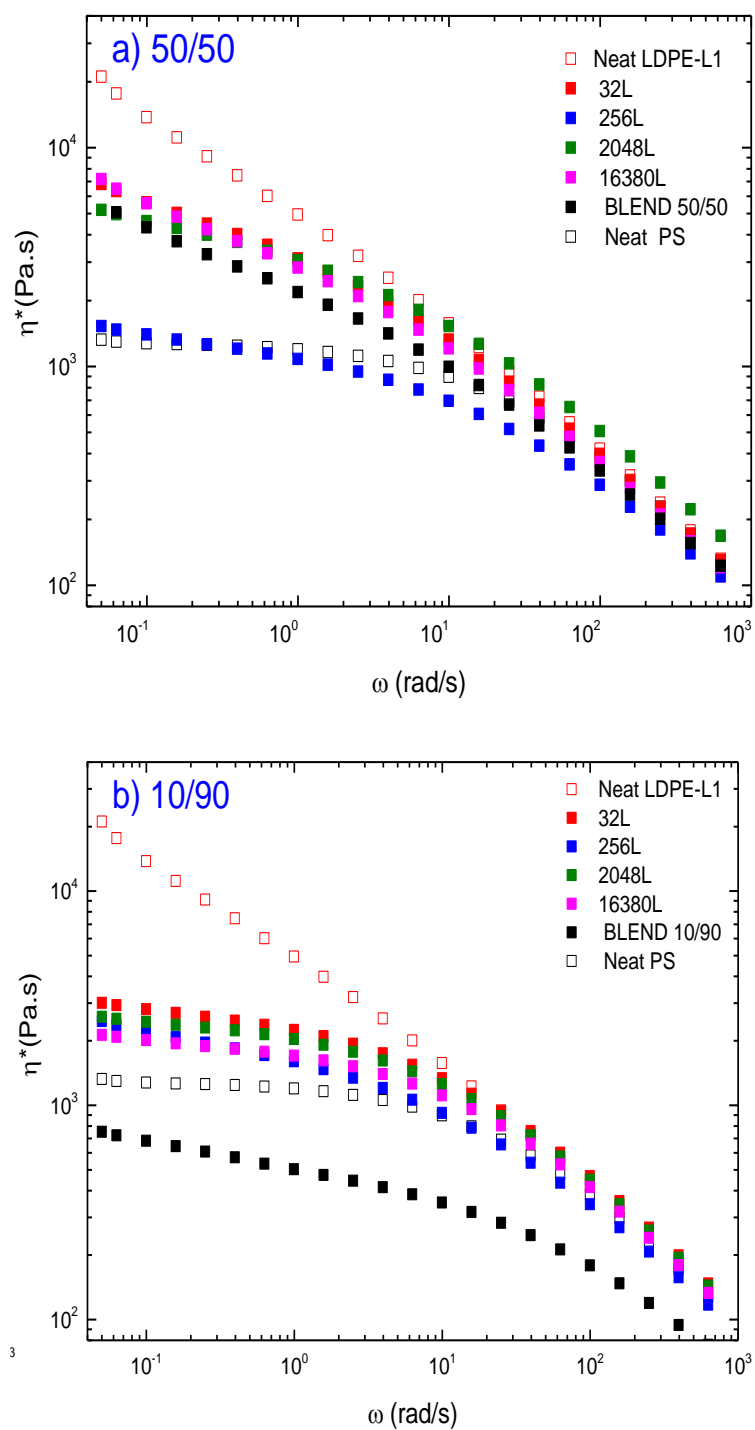 a) 50/50
Neat LDPE-L1
32L
256L
2048L
16380L
BLEND 50/50
Neat PS
10^4
10^3
10^2
η*(Pa.s)
10^-1
10^0
10^1
10^2
10^3
ω (rad/s)
b) 10/90
Neat LDPE-L1
32L
256L
2048L
16380L
BLEND 10/90
Neat PS
10^4
10^3
10^2
η*(Pa.s)
3
10^-1
10^0
10^1
10^2
10^3
ω (rad/s)